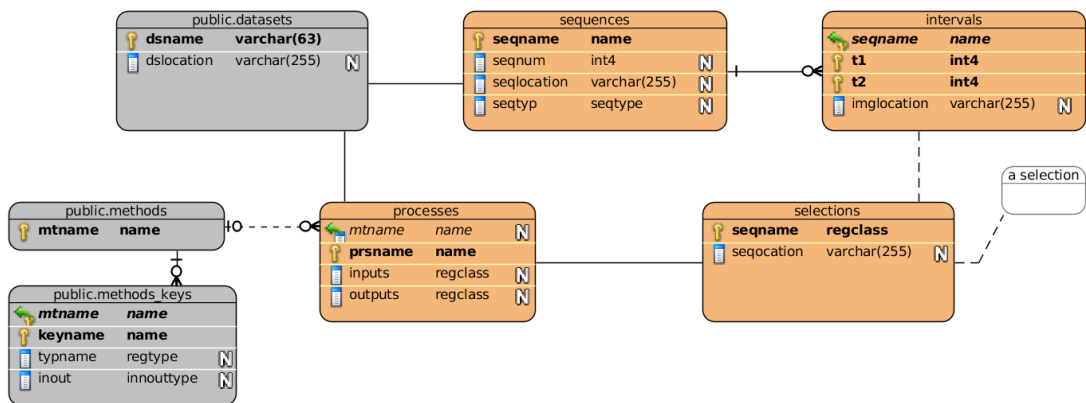 public.datasets
dsname varchar(63)
dslocation varchar(255) N
sequences
seqname name
seqnum int4 N
seqlocation varchar(255) N
seqtyp seqtype N
intervals
seqname name
t1 int4
t2 int4
imglocation varchar(255) N
a selection
public.methods
mtname name
processes
mtname name N
prsname name
inputs regclass N
outputs regclass N
selections
seqname regclass
seqocation varchar(255) N
public.methods_keys
mtname name
keyname name
typname regtype N
inout innouttype N